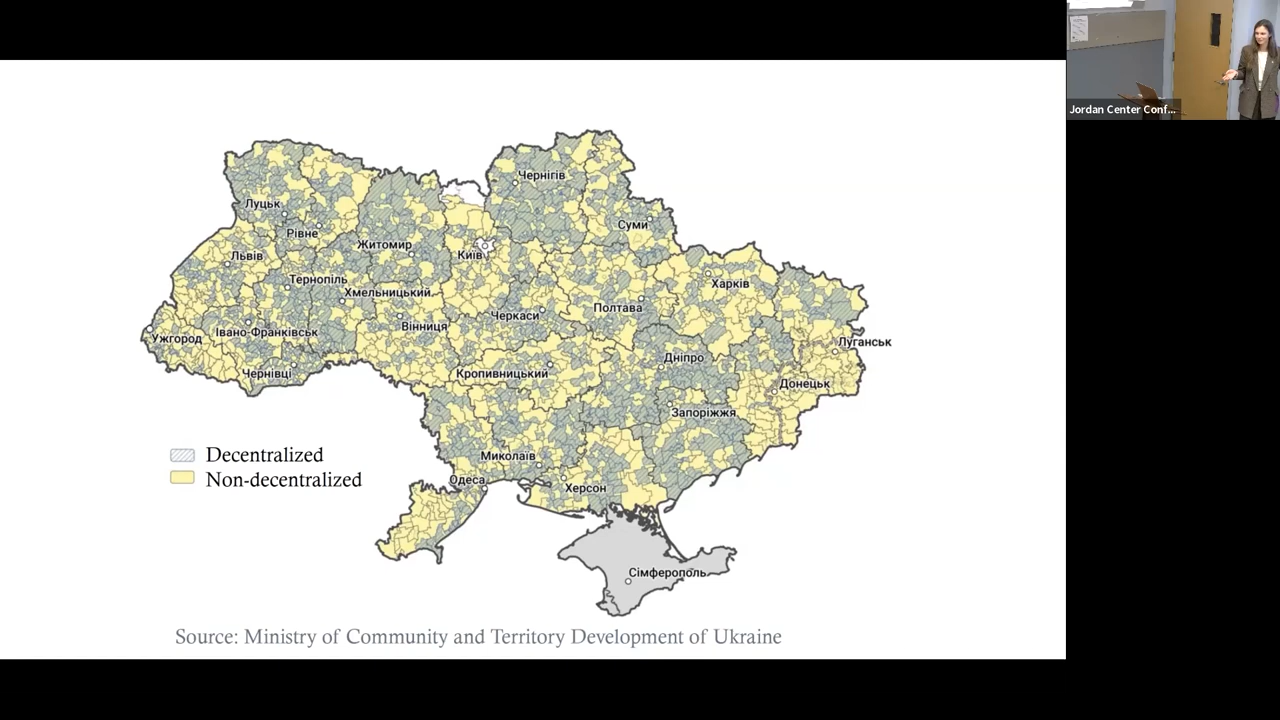 Jordan Center Conf...
Чернігів
Луцьк
Суми
Рівне
Житомир
Київ
Львів
Тернопіль
Харків
Хмельницький
Полтава
Черкаси
Вінниця
Івано-Франківськ
Ужгород
Луганськ
Дніпро
Чернівці
Кропивницький
Донецьк
Запоріжжя
Миколаїв
Одеса
Херсон
Сімферополь
Decentralized
Non-decentralized
Source: Ministry of Community and Territory Development of Ukraine